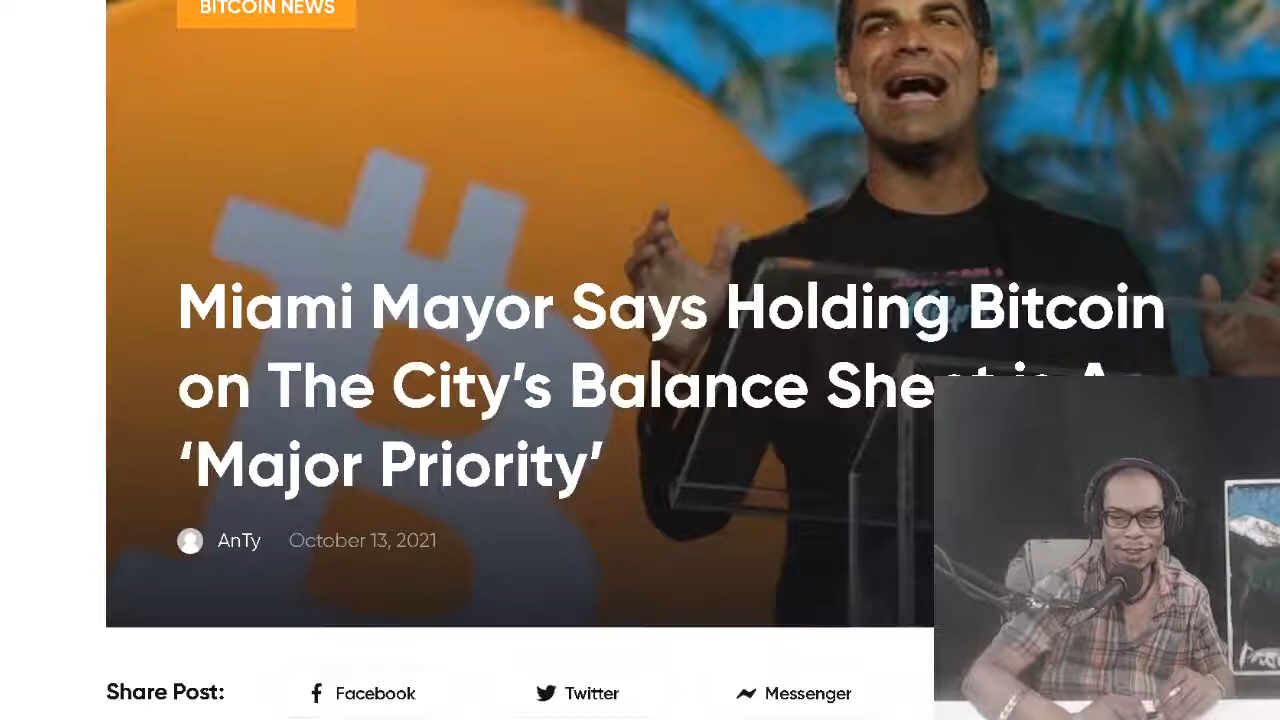 BITCOIN NEWS
Miami Mayor Says Holding Bitcoin
on The City’s Balance
‘Major Priority’
AnTy October 13, 2021
Share Post: Facebook Twitter Messenger